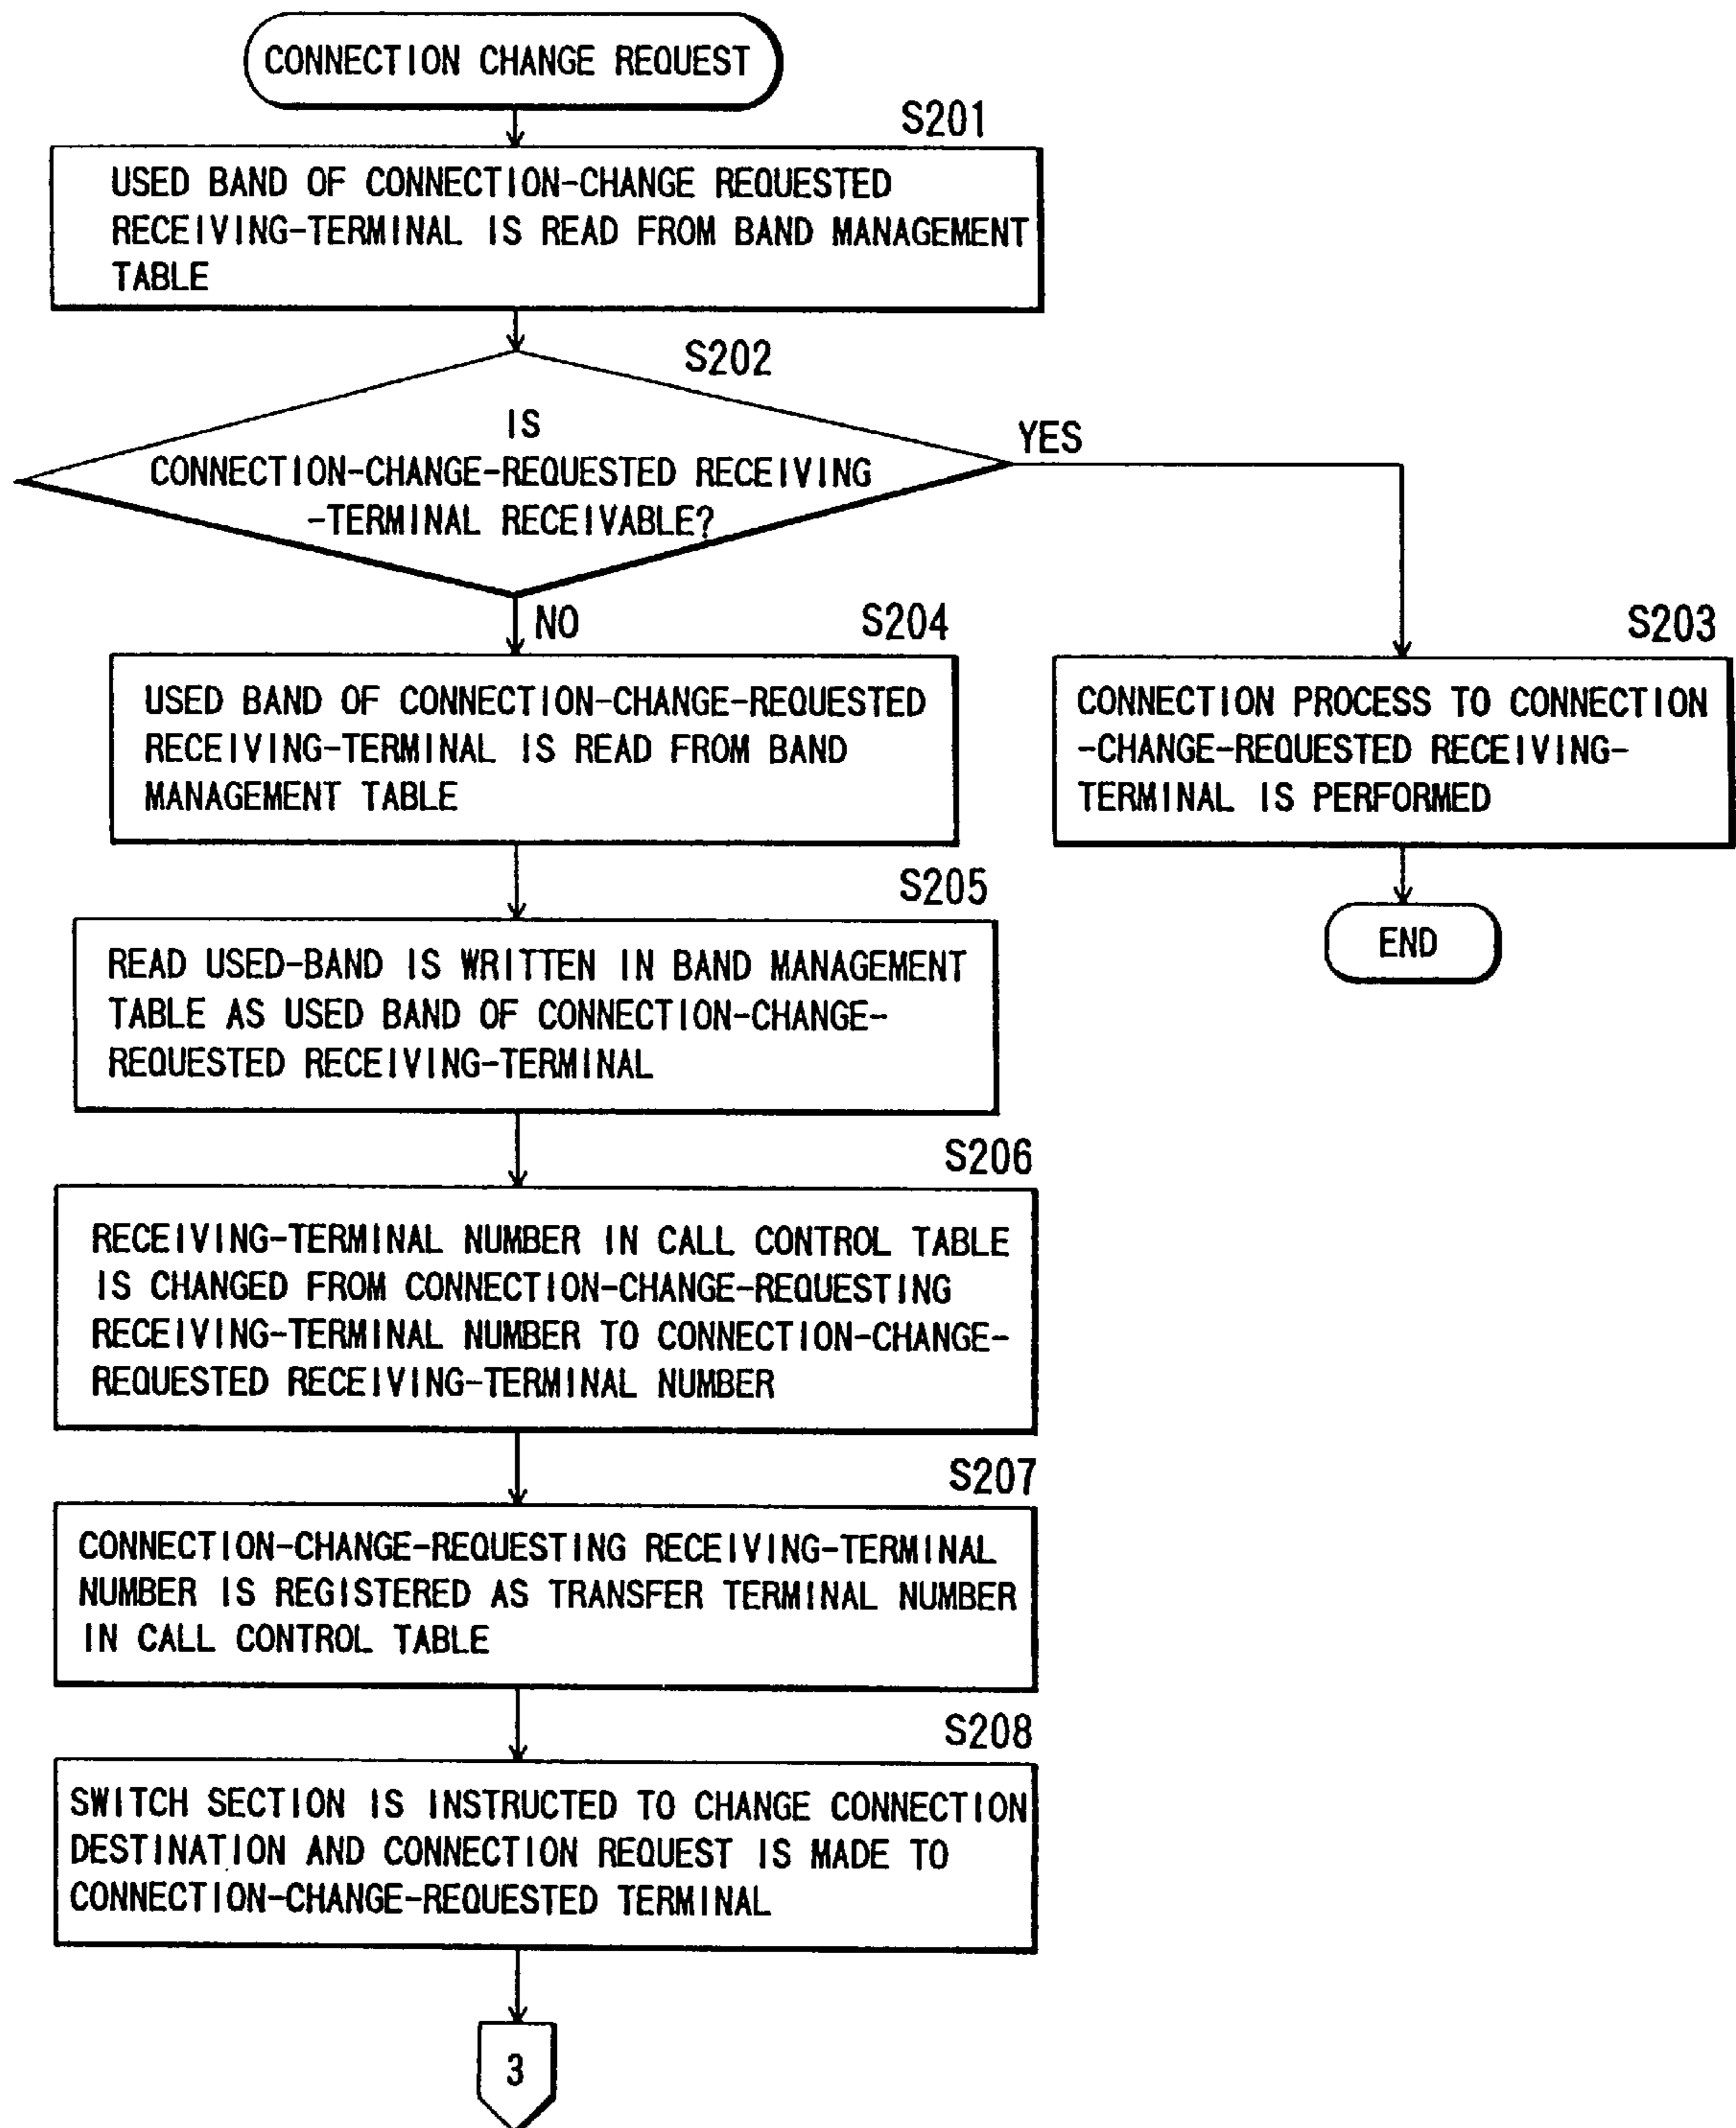 CONNECTION CHANGE REQUEST
S201
USED BAND OF CONNECTION-CHANGE REQUESTED
RECEIVING-TERMINAL IS READ FROM BAND MANAGEMENT
TABLE
S202
IS
CONNECTION-CHANGE-REQUESTED RECEIVING
-TERMINAL RECEIVABLE?
YES
NO
S204
USED BAND OF CONNECTION-CHANGE-REQUESTED
RECEIVING-TERMINAL IS READ FROM BAND
MANAGEMENT TABLE
S203
CONNECTION PROCESS TO CONNECTION
-CHANGE-REQUESTED RECEIVING-
TERMINAL IS PERFORMED
END
S205
READ USED-BAND IS WRITTEN IN BAND MANAGEMENT
TABLE AS USED BAND OF CONNECTION-CHANGE-
REQUESTED RECEIVING-TERMINAL
S206
RECEIVING-TERMINAL NUMBER IN CALL CONTROL TABLE
IS CHANGED FROM CONNECTION-CHANGE-REQUESTING
RECEIVING-TERMINAL NUMBER TO CONNECTION-CHANGE-
REQUESTED RECEIVING-TERMINAL NUMBER
S207
CONNECTION-CHANGE-REQUESTING RECEIVING-TERMINAL
NUMBER IS REGISTERED AS TRANSFER TERMINAL NUMBER
IN CALL CONTROL TABLE
S208
SWITCH SECTION IS INSTRUCTED TO CHANGE CONNECTION
DESTINATION AND CONNECTION REQUEST IS MADE TO
CONNECTION-CHANGE-REQUESTED TERMINAL
3